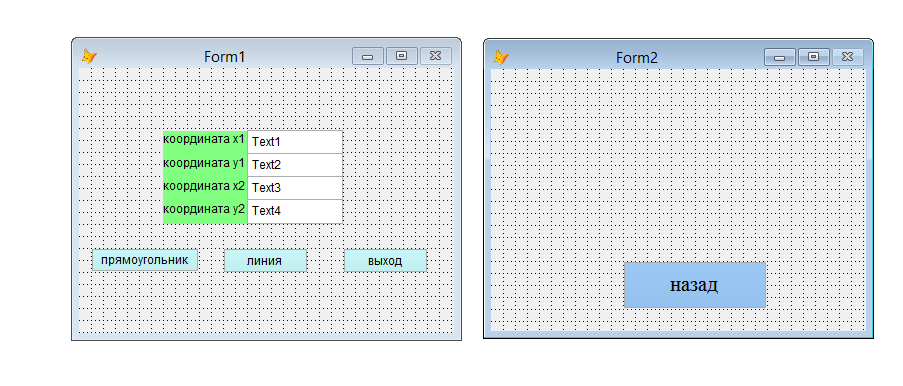 Form1
координата x1 Text1
координата y1 Text2
координата x2 Text3
координата y2 Text4
прямоугольник линия выход
Form2
назад